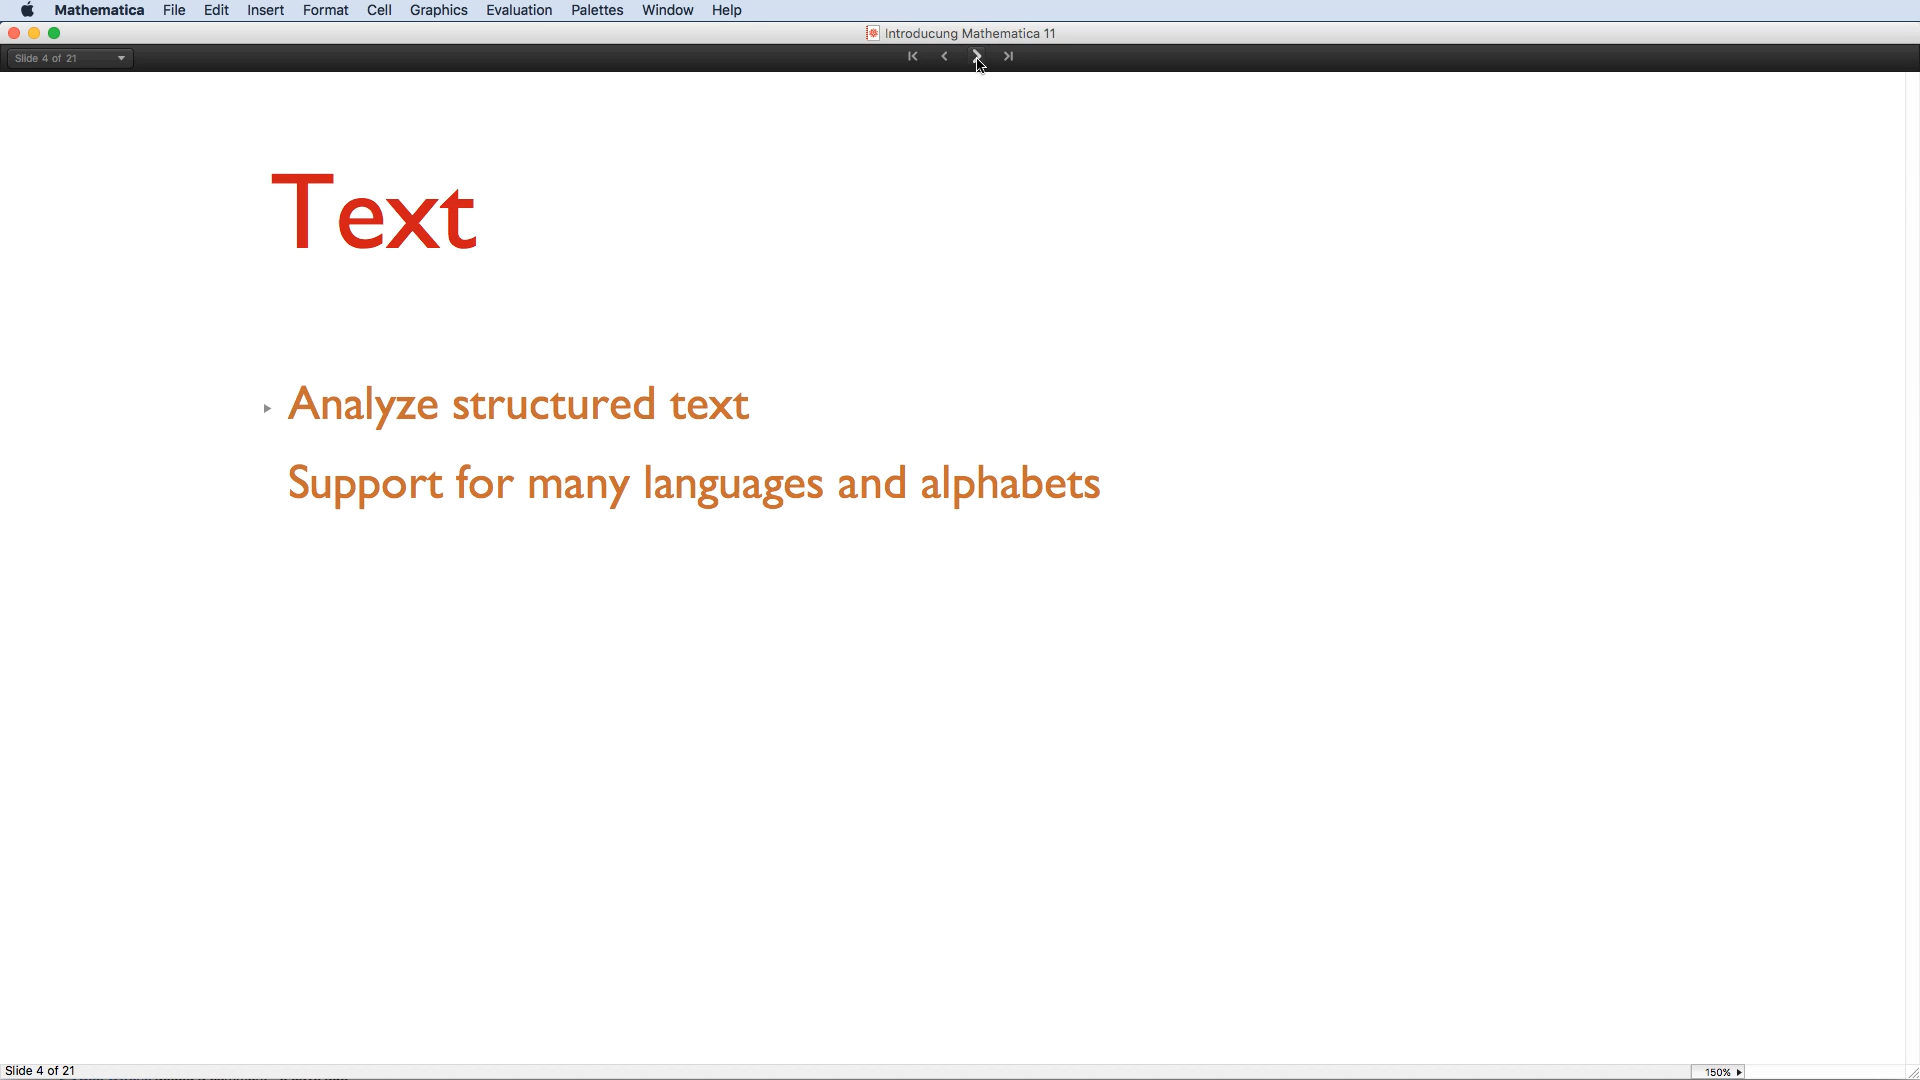 Mathematica File Edit Insert Format Cell Graphics Evaluation Palettes Window Help
Introducung Mathematica 11
Slide 4 of 21
Text
Analyze structured text
Support for many languages and alphabets
Slide 4 of 21
150%